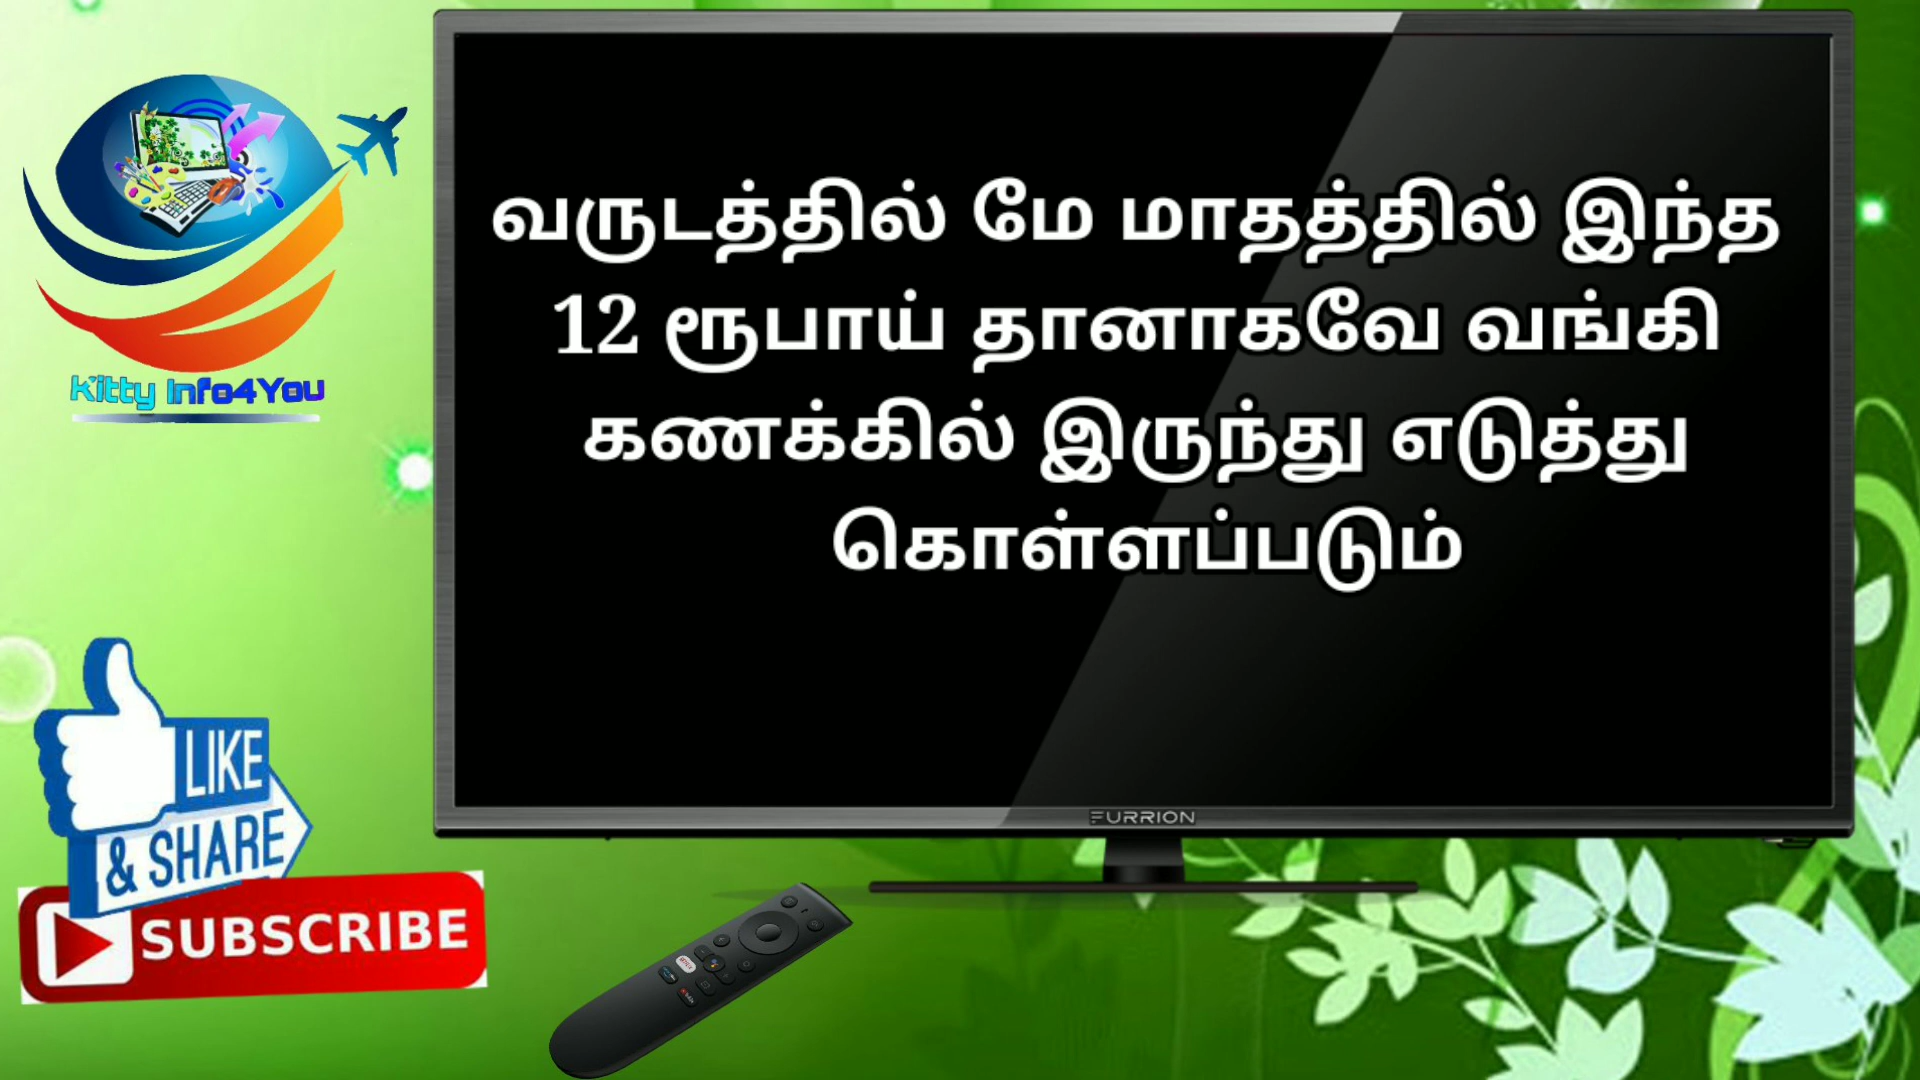 வருடத்தில் மே மாதத்தில் இந்த
12 ரூபாய் தானாகவே வங்கி
கணக்கில் இருந்து எடுத்து
கொள்ளப்படும்
Kitty Info4You
FURRION
LIKE
& SHARE
SUBSCRIBE